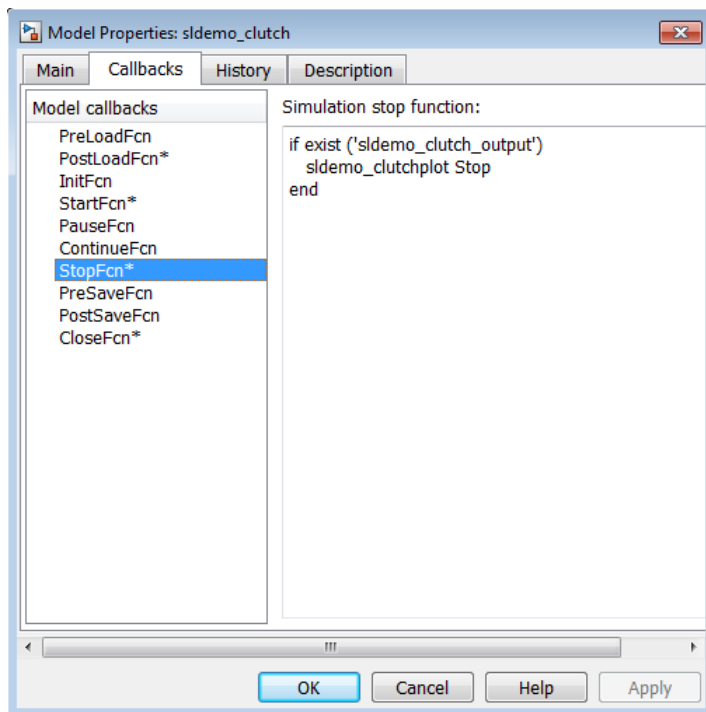 Model Properties: sldemo_clutch
Main Callbacks History Description
Model callbacks
PreLoadFcn
PostLoadFcn*
InitFcn
StartFcn*
PauseFcn
ContinueFcn
StopFcn*
PreSaveFcn
PostSaveFcn
CloseFcn*
Simulation stop function:
if exist ('sldemo_clutch_output')
sldemo_clutchplot Stop
end
OK Cancel Help Apply